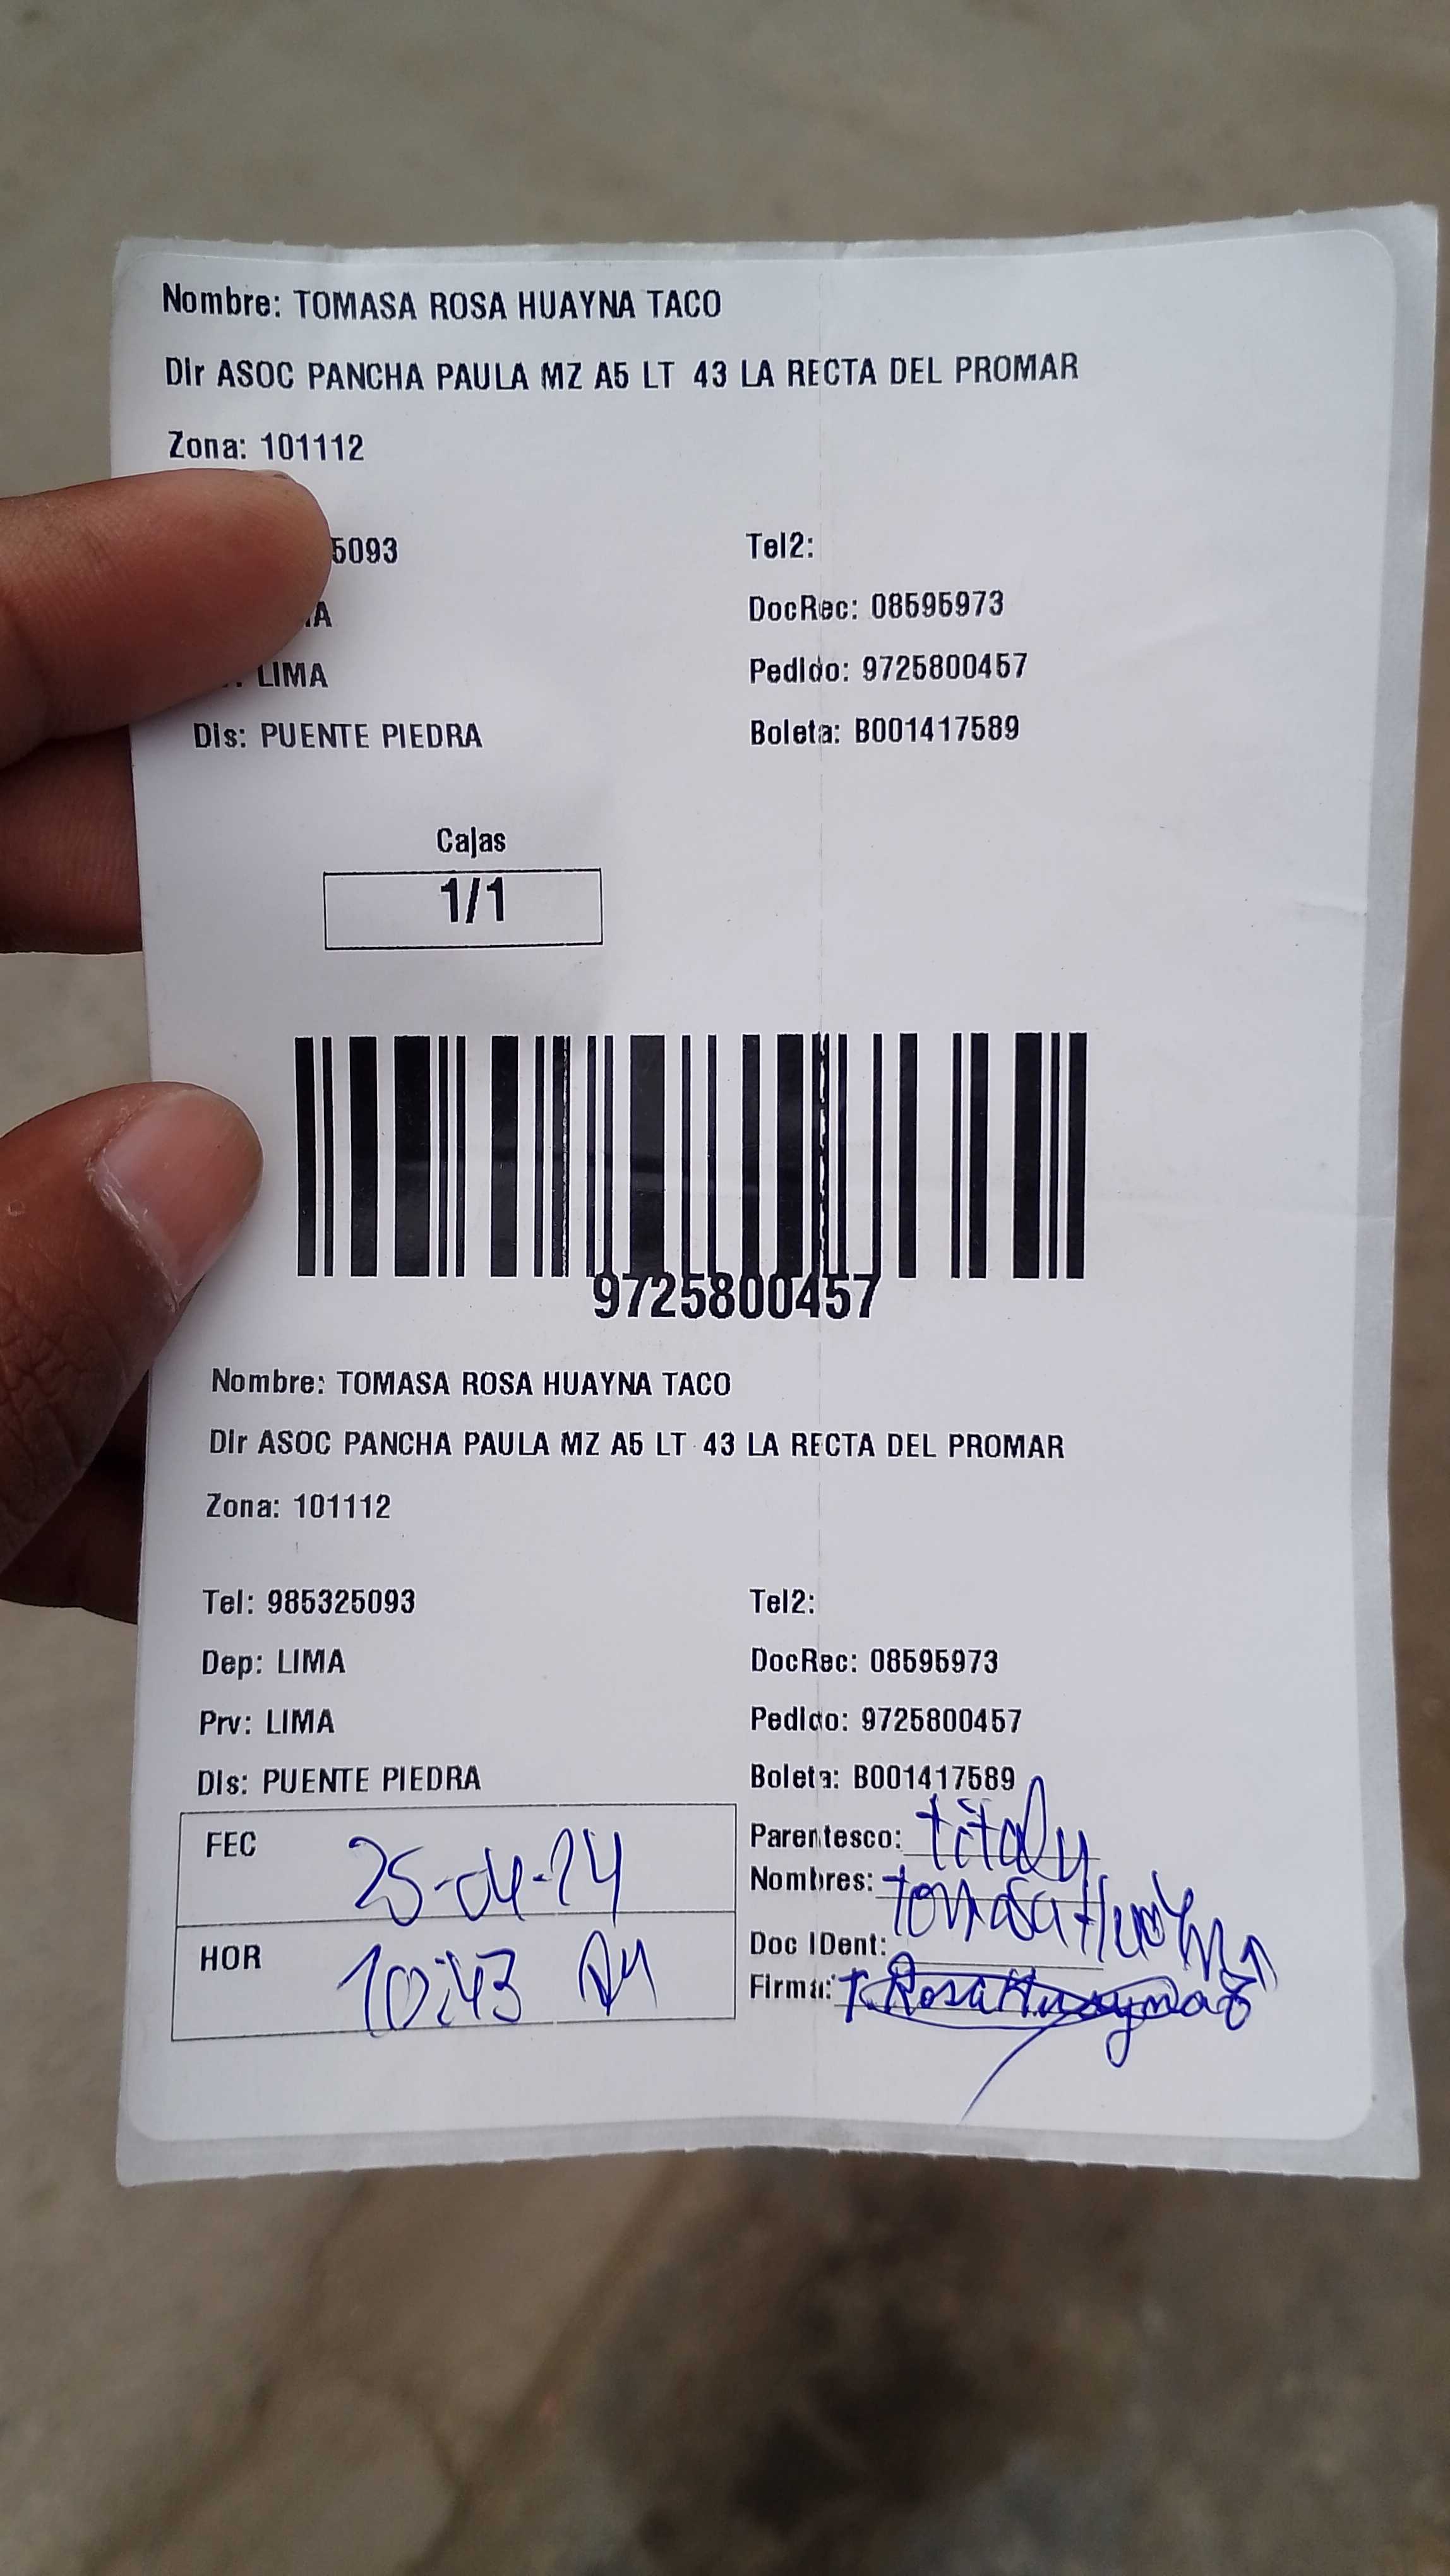 Nombre: TOMASA ROSA HUAYNA TACO
Dir ASOC PANCHA PAULA MZ A5 LT 43 LA RECTA DEL PROMAR
Zona: 101112
5093 Tel2:
A DocRec: 08595973
LIMA Pedido: 9725800457
Dis: PUENTE PIEDRA Boleta: B001417589
Cajas
1/1
9725800457
Nombre: TOMASA ROSA HUAYNA TACO
Dir ASOC PANCHA PAULA MZ A5 LT 43 LA RECTA DEL PROMAR
Zona: 101112
Tel: 985325093 Tel2:
Dep: LIMA DocRec: 08595973
Prv: LIMA Pedido: 9725800457
Dis: PUENTE PIEDRA Boleta: B001417589
FEC 25-04-24 Parentesco:
Nombres: tomasa Huayna
HOR 10:43 Doc IDent:
Firma: T. Rosa Huayna